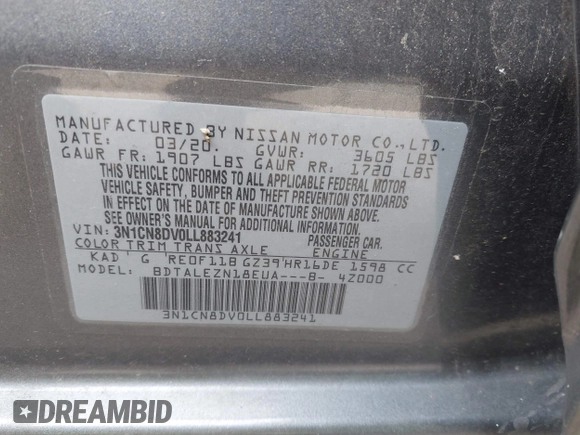 MANUFACTURED BY NISSAN MOTOR CO.,LTD.
DATE: 03/20 GVWR: 3605 LBS
GAWR FR: 1907 LBS GAWR RR: 1720 LBS
THIS VEHICLE CONFORMS TO ALL APPLICABLE FEDERAL MOTOR
VEHICLE SAFETY, BUMPER AND THEFT PREVENTION STANDARDS
IN EFFECT ON THE DATE OF MANUFACTURE SHOWN ABOVE.
SEE OWNER'S MANUAL FOR ADDITIONAL INFORMATION.
VIN: 3N1CN8DV0LL883241 PASSENGER CAR.
COLOR TRIM TRANS AXLE ENGINE
KAD G RE0F11B GZ39 HR16DE 1598 CC
MODEL: BDTALEZN18EUA---B- 4Z000
3N1CN8DV0LL883241
DREAMBID